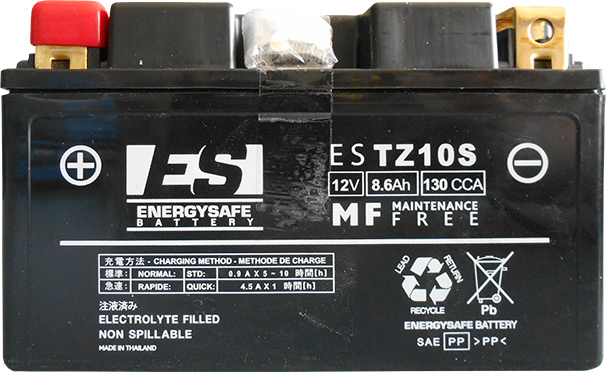 ES
ENERGYSAFE
BATTERY
ES TZ10S
12V 8.6Ah 130 CCA
MF MAINTENANCE FREE
充電方法 - CHARGING METHOD - METHODE DE CHARGE
標準: NORMAL: STD: 0.9 A X 5 ~ 10 時間[h]
急速: RAPIDE: QUICK: 4.5 A X 1 時間[h]
注液済み
ELECTROLYTE FILLED
NON SPILLABLE
MADE IN THAILAND
LEAD RETURN
RECYCLE
Pb
ENERGYSAFE BATTERY
SAE PP >PP<